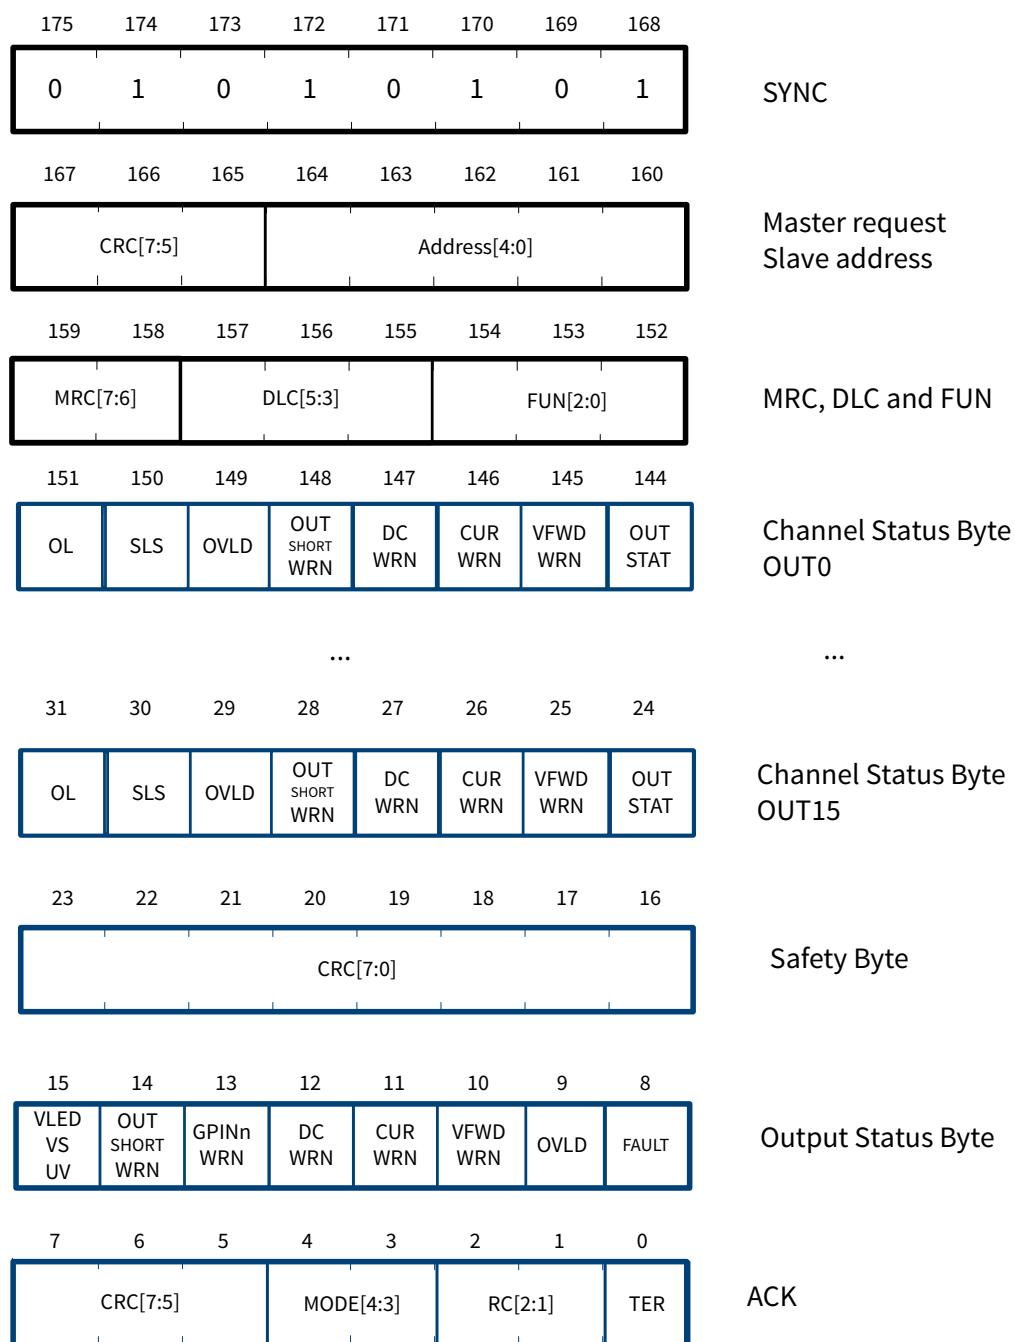 175 174 173 172 171 170 169 168
0 1 0 1 0 1 0 1 SYNC
167 166 165 164 163 162 161 160
CRC[7:5] Address[4:0] Master request
Slave address
159 158 157 156 155 154 153 152
MRC[7:6] DLC[5:3] FUN[2:0] MRC, DLC and FUN
151 150 149 148 147 146 145 144
OL SLS OVLD OUT SHORT WRN DC WRN CUR WRN VFWD WRN OUT STAT Channel Status Byte
OUT0
... ...
31 30 29 28 27 26 25 24
OL SLS OVLD OUT SHORT WRN DC WRN CUR WRN VFWD WRN OUT STAT Channel Status Byte
OUT15
23 22 21 20 19 18 17 16
CRC[7:0] Safety Byte
15 14 13 12 11 10 9 8
VLED VS UV OUT SHORT WRN GPINn WRN DC WRN CUR WRN VFWD WRN OVLD FAULT Output Status Byte
7 6 5 4 3 2 1 0
CRC[7:5] MODE[4:3] RC[2:1] TER ACK